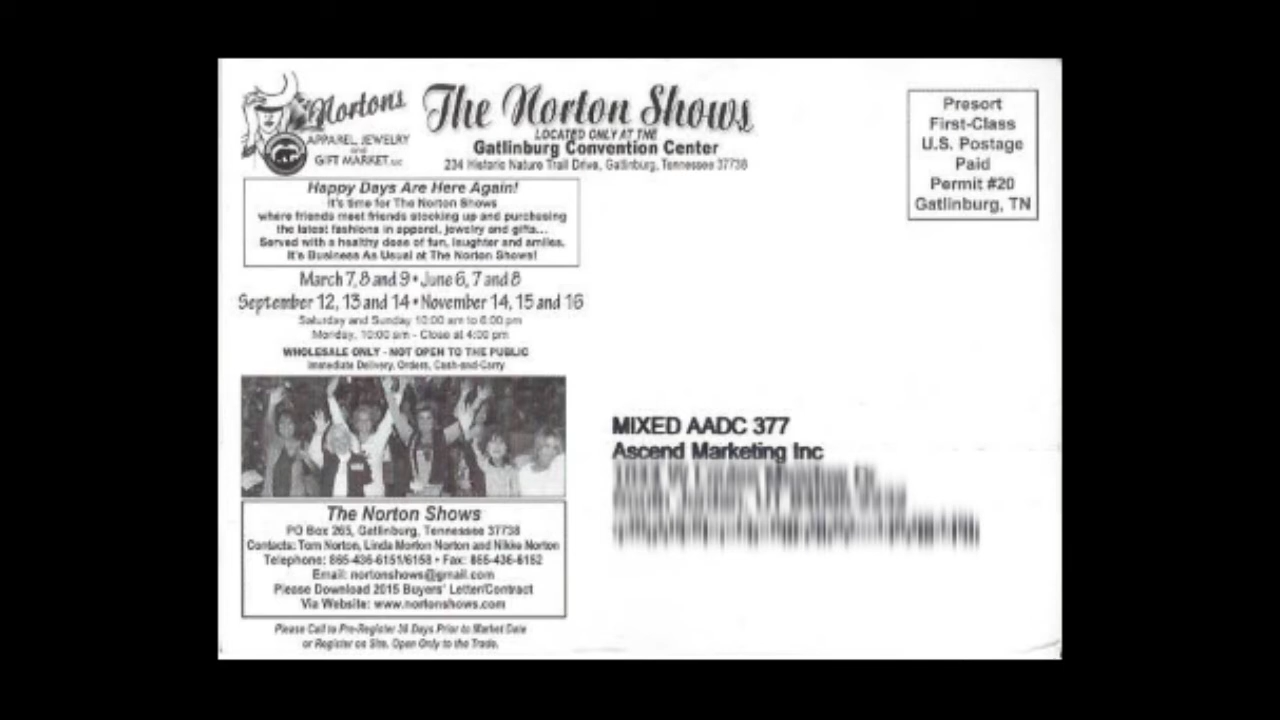 Nortons
APPAREL, JEWELRY
and
GIFT MARKET, LLC
The Norton Shows
LOCATED ONLY AT THE
Gatlinburg Convention Center
234 Historic Nature Trail Drive, Gatlinburg, Tennessee 37738
Presort
First-Class
U.S. Postage
Paid
Permit #20
Gatlinburg, TN
Happy Days Are Here Again!
It's time for The Norton Shows
where friends meet friends stocking up and purchasing
the latest fashions in apparel, jewelry and gifts...
Served with a healthy dose of fun, laughter and smiles.
It's Business As Usual at The Norton Shows!
March 7, 8 and 9 • June 6, 7 and 8
September 12, 13 and 14 • November 14, 15 and 16
Saturday and Sunday 10:00 am to 6:00 pm
Monday, 10:00 am - Close at 4:00 pm
WHOLESALE ONLY - NOT OPEN TO THE PUBLIC
Immediate Delivery, Orders, Cash-and-Carry
MIXED AADC 377
Ascend Marketing Inc
The Norton Shows
PO Box 265, Gatlinburg, Tennessee 37738
Contacts: Tom Norton, Linda Morton Norton and Nikke Norton
Telephone: 865-436-6151/6158 • Fax: 865-436-6152
Email: nortonshows@gmail.com
Please Download 2015 Buyers' Letter/Contract
Via Website: www.nortonshows.com
Please Call to Pre-Register Days Prior to Market Date
or Register on Site. Open Only to the Trade.